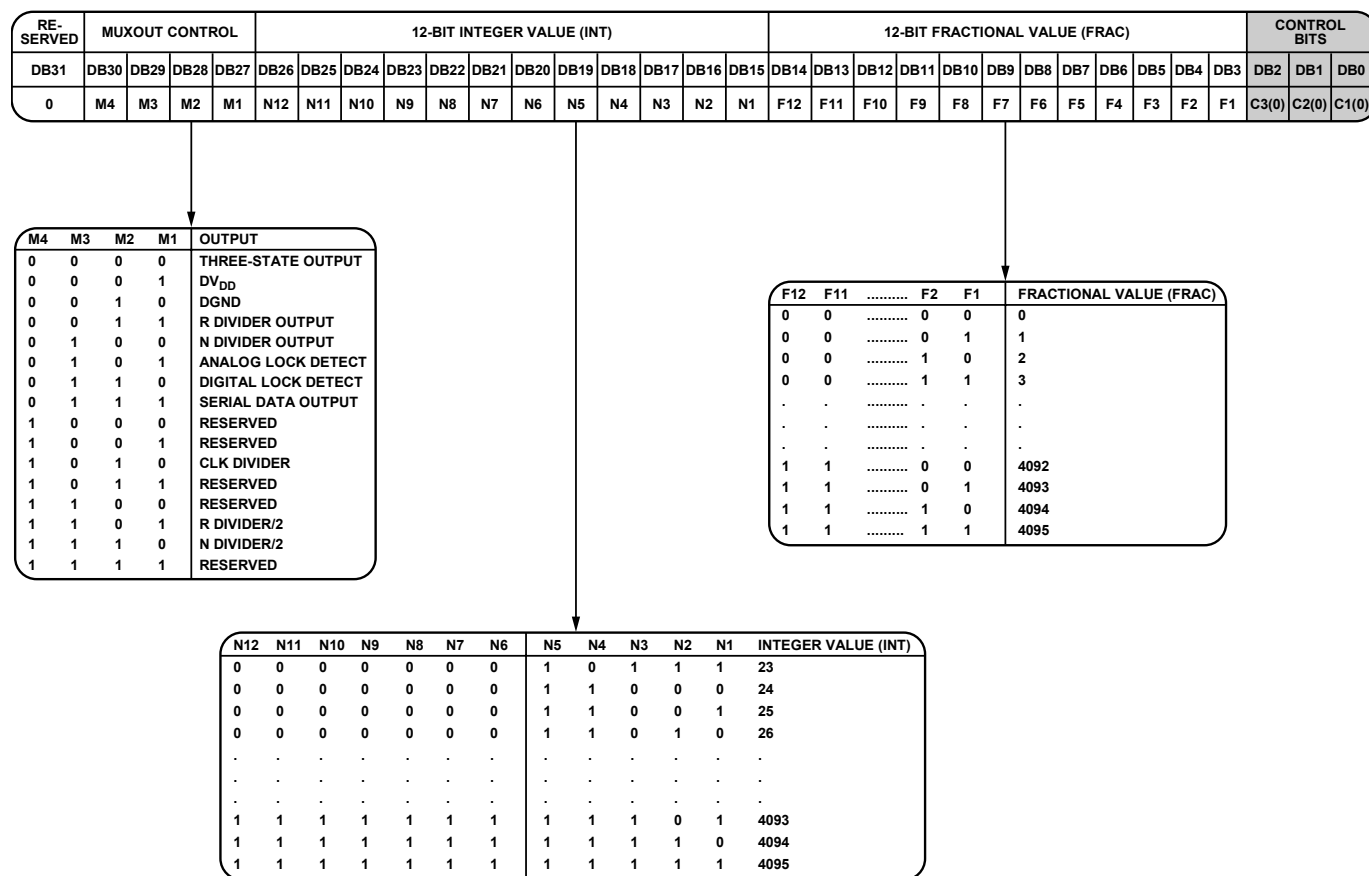 RE-
SERVED MUXOUT CONTROL 12-BIT INTEGER VALUE (INT) 12-BIT FRACTIONAL VALUE (FRAC) CONTROL
BITS
DB31 DB30 DB29 DB28 DB27 DB26 DB25 DB24 DB23 DB22 DB21 DB20 DB19 DB18 DB17 DB16 DB15 DB14 DB13 DB12 DB11 DB10 DB9 DB8 DB7 DB6 DB5 DB4 DB3 DB2 DB1 DB0
0 M4 M3 M2 M1 N12 N11 N10 N9 N8 N7 N6 N5 N4 N3 N2 N1 F12 F11 F10 F9 F8 F7 F6 F5 F4 F3 F2 F1 C3(0) C2(0) C1(0)
M4 M3 M2 M1 OUTPUT
0 0 0 0 THREE-STATE OUTPUT
0 0 0 1 DVDD
0 0 1 0 DGND
0 0 1 1 R DIVIDER OUTPUT
0 1 0 0 N DIVIDER OUTPUT
0 1 0 1 ANALOG LOCK DETECT
0 1 1 0 DIGITAL LOCK DETECT
0 1 1 1 SERIAL DATA OUTPUT
1 0 0 0 RESERVED
1 0 0 1 RESERVED
1 0 1 0 CLK DIVIDER
1 0 1 1 RESERVED
1 1 0 0 RESERVED
1 1 0 1 R DIVIDER/2
1 1 1 0 N DIVIDER/2
1 1 1 1 RESERVED
F12 F11 .......... F2 F1 FRACTIONAL VALUE (FRAC)
0 0 .......... 0 0 0
0 0 .......... 0 1 1
0 0 .......... 1 0 2
0 0 .......... 1 1 3
. . .......... . . .
. . .......... . . .
. . .......... . . .
1 1 .......... 0 0 4092
1 1 .......... 0 1 4093
1 1 .......... 1 0 4094
1 1 ......... 1 1 4095
N12 N11 N10 N9 N8 N7 N6 N5 N4 N3 N2 N1 INTEGER VALUE (INT)
0 0 0 0 0 0 0 1 0 1 1 1 23
0 0 0 0 0 0 0 1 1 0 0 0 24
0 0 0 0 0 0 0 1 1 0 0 1 25
0 0 0 0 0 0 0 1 1 0 1 0 26
. . . . . . . . . . . . .
. . . . . . . . . . . . .
. . . . . . . . . . . . .
1 1 1 1 1 1 1 1 1 1 0 1 4093
1 1 1 1 1 1 1 1 1 1 1 0 4094
1 1 1 1 1 1 1 1 1 1 1 1 4095